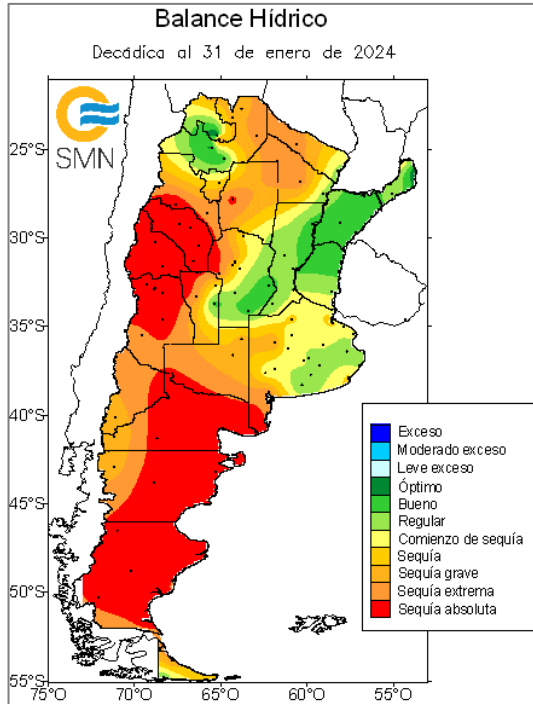 Balance Hídrico
Decádica al 31 de enero de 2024
SMN
25°S
30°S
35°S
40°S
45°S
50°S
55°S
75°O 70°O 65°O 60°O 55°O
Exceso
Moderado exceso
Leve exceso
Óptimo
Bueno
Regular
Comienzo de sequía
Sequía
Sequía grave
Sequía extrema
Sequía absoluta